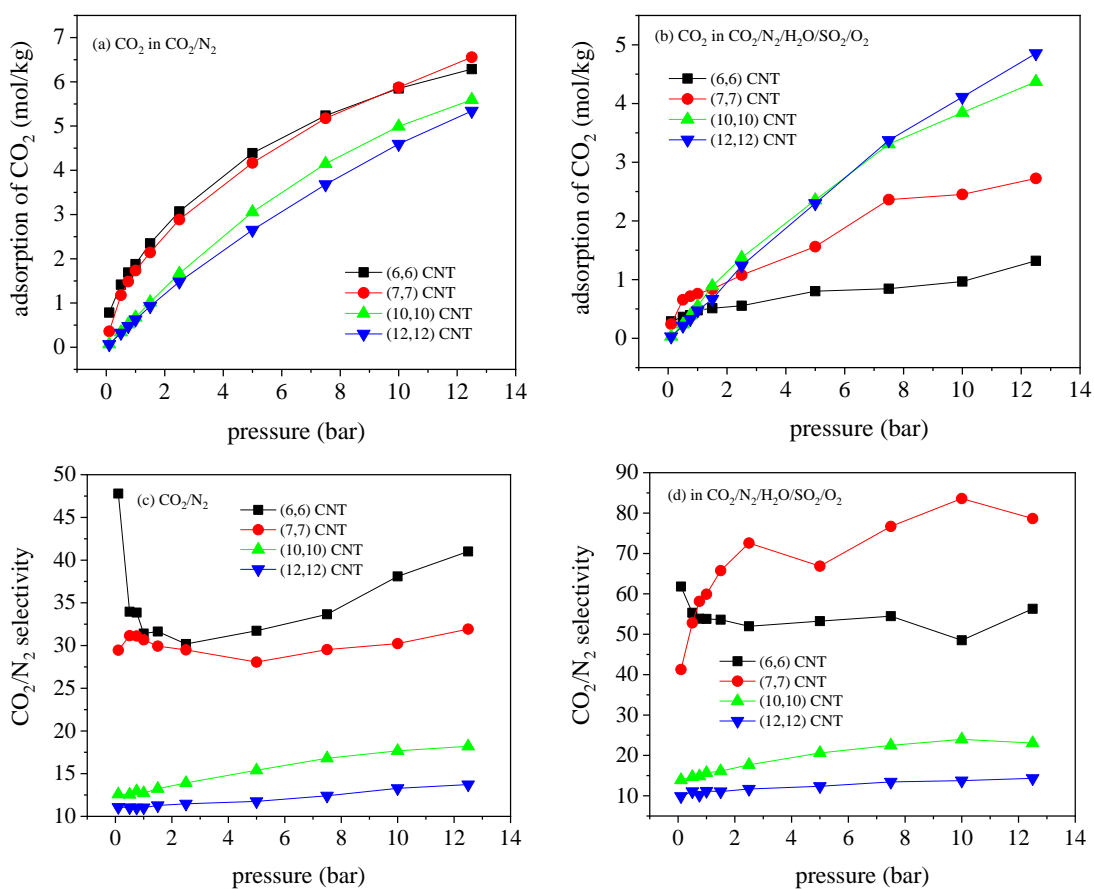 (a) CO₂ in CO₂/N₂
adsorption of CO₂ (mol/kg)
7
6
5
4
3
2
1
0
(6,6) CNT
(7,7) CNT
(10,10) CNT
(12,12) CNT
0 2 4 6 8 10 12 14
pressure (bar)
(b) CO₂ in CO₂/N₂/H₂O/SO₂/O₂
adsorption of CO₂ (mol/kg)
5
4
3
2
1
0
(6,6) CNT
(7,7) CNT
(10,10) CNT
(12,12) CNT
0 2 4 6 8 10 12 14
pressure (bar)
(c) CO₂/N₂
CO₂/N₂ selectivity
50
45
40
35
30
25
20
15
10
(6,6) CNT
(7,7) CNT
(10,10) CNT
(12,12) CNT
0 2 4 6 8 10 12 14
pressure (bar)
(d) in CO₂/N₂/H₂O/SO₂/O₂
CO₂/N₂ selectivity
90
80
70
60
50
40
30
20
10
(6,6) CNT
(7,7) CNT
(10,10) CNT
(12,12) CNT
0 2 4 6 8 10 12 14
pressure (bar)